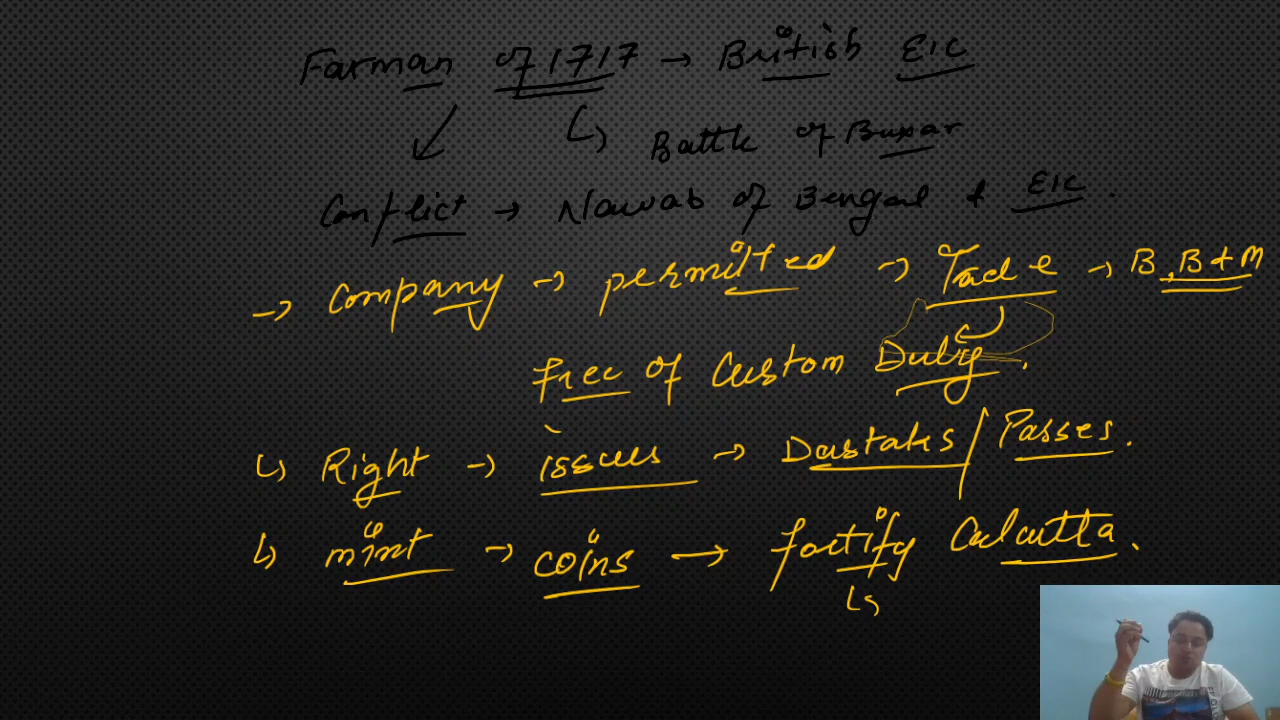 Farman of 1717 → British EIC
↳ Battle of Buxar
Conflict → Nawab of Bengal & EIC.
→ Company → permitted → Tade → B, B & M
Free of Custom Duty.
↳ Right → issues → Dastaks / Passes.
↳ mint → coins → fortify Calcutta.